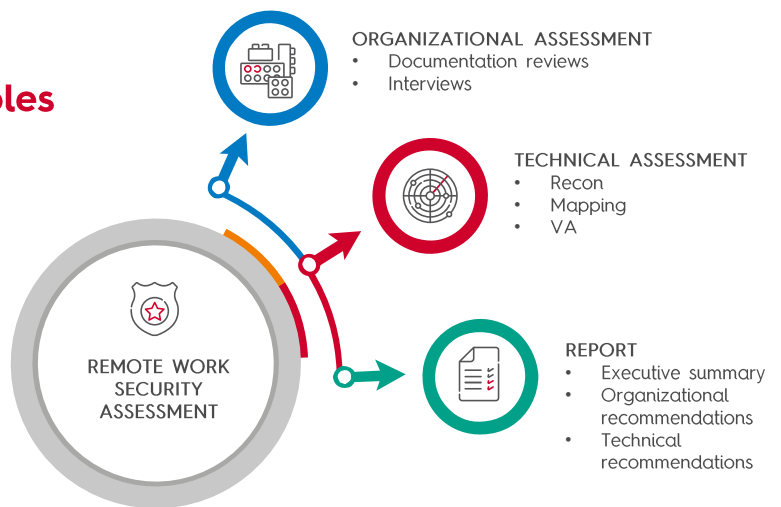 ORGANIZATIONAL ASSESSMENT
• Documentation reviews
• Interviews
TECHNICAL ASSESSMENT
• Recon
• Mapping
• VA
REMOTE WORK
SECURITY
ASSESSMENT
REPORT
• Executive summary
• Organizational
recommendations
• Technical
recommendations